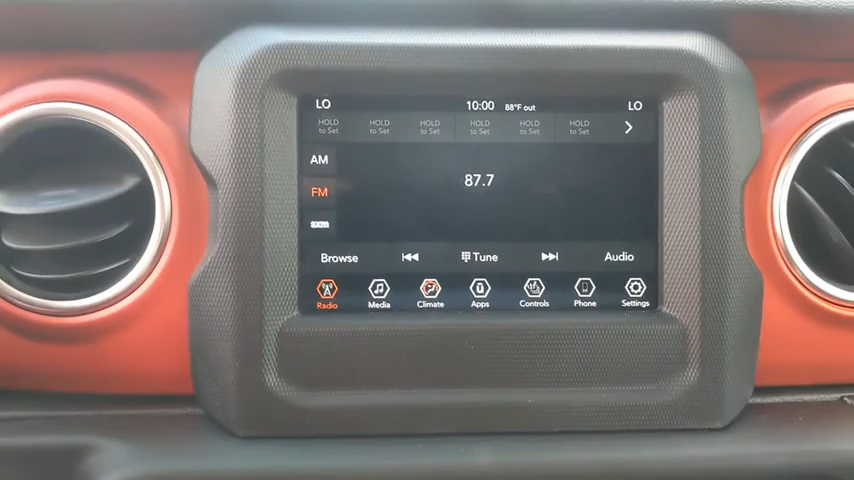 LO 10:00 88°F out LO
HOLD to Set HOLD to Set HOLD to Set HOLD to Set HOLD to Set HOLD to Set
AM
87.7
FM
sxm
Browse Tune Audio
Radio Media Climate Apps Controls Phone Settings